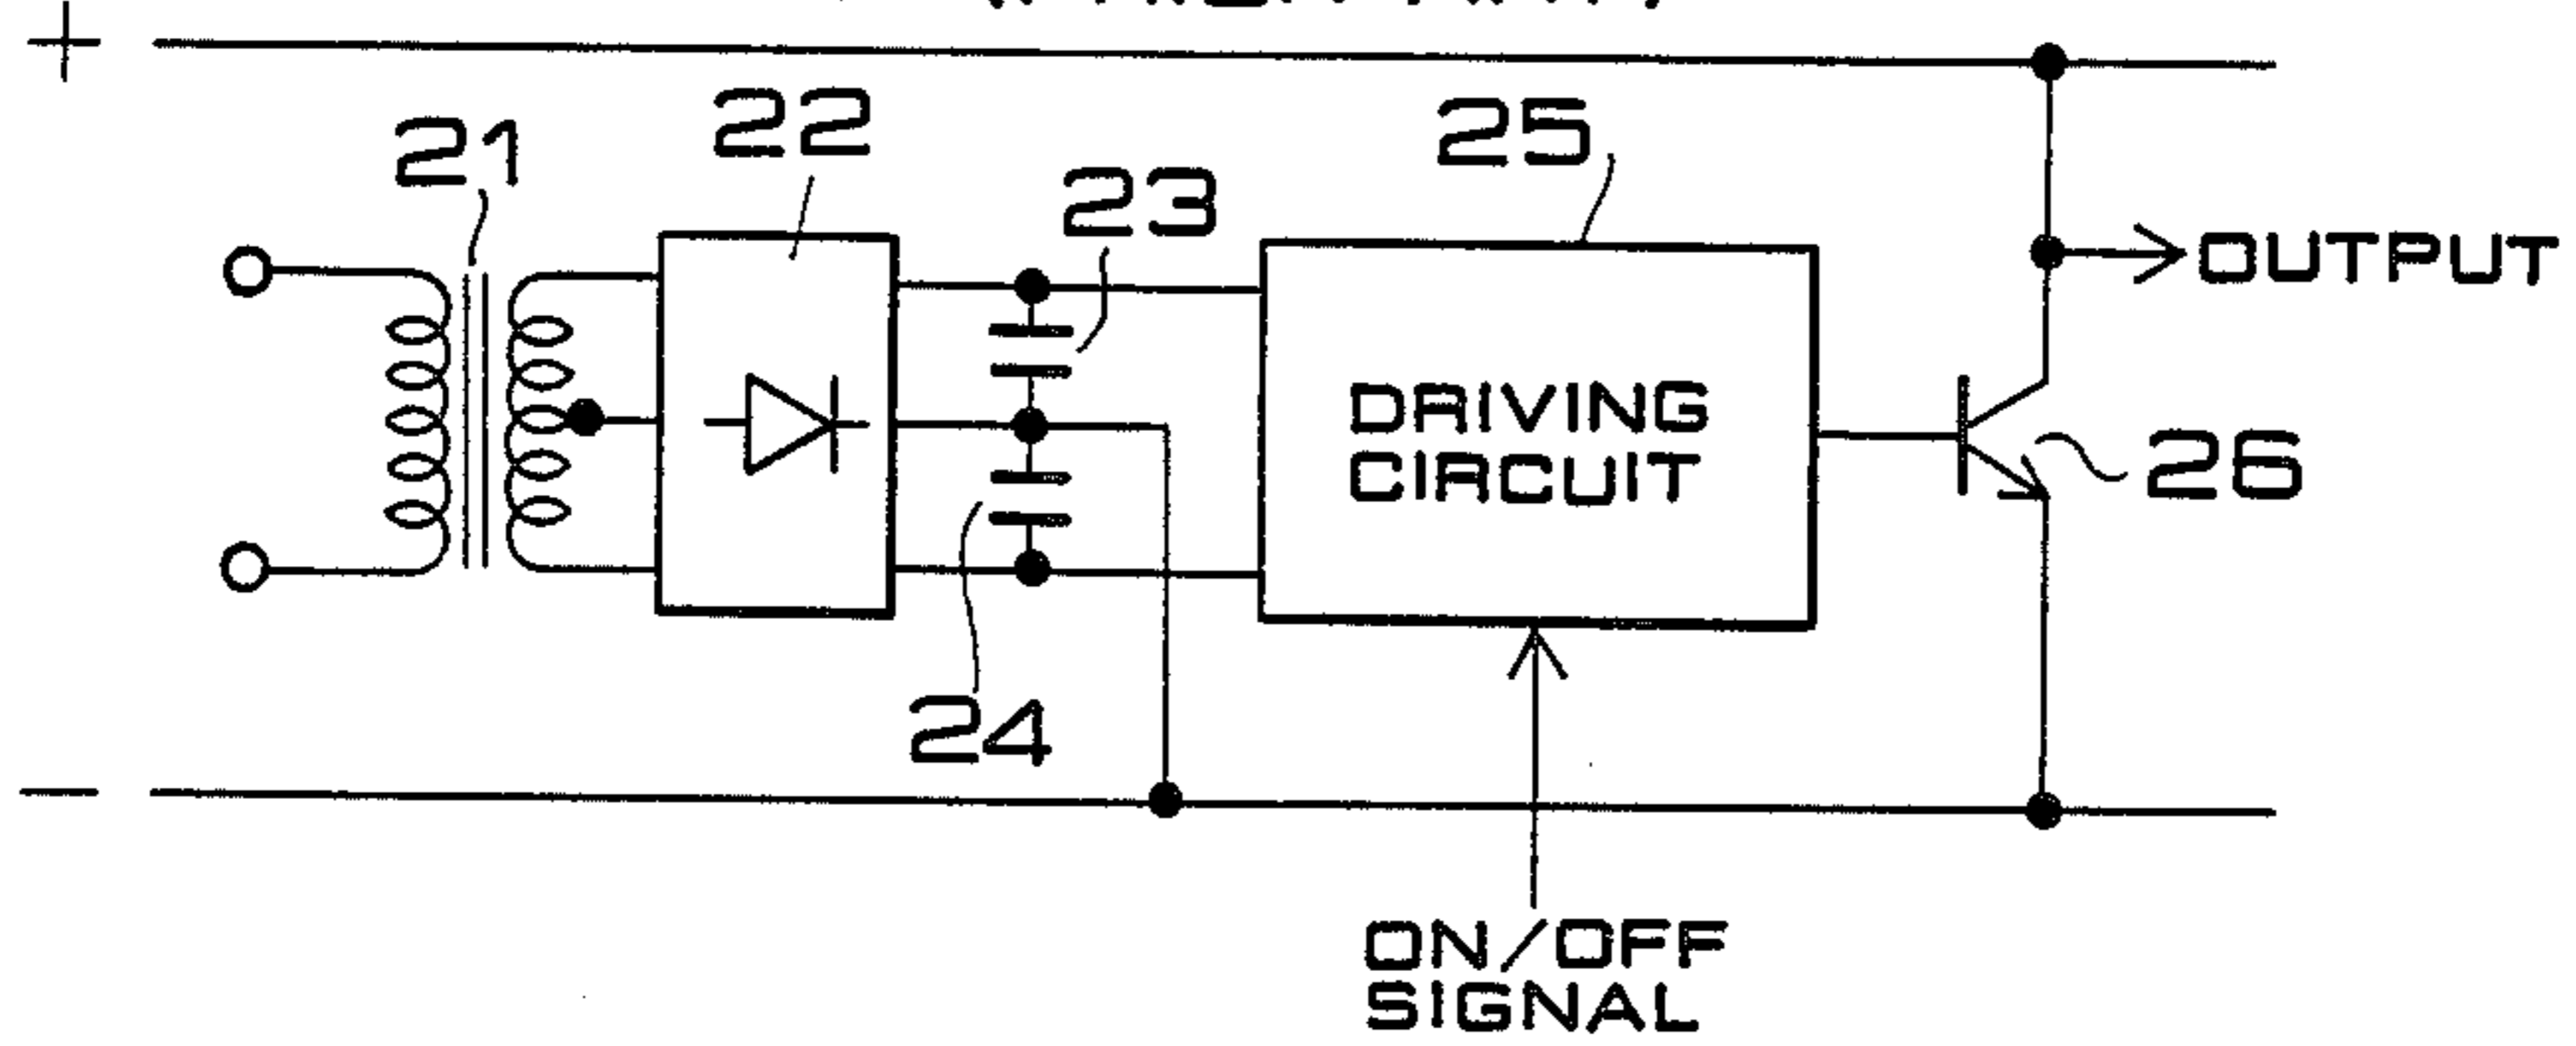 +
21
22
23
25
OUTPUT
DRIVING
CIRCUIT
26
24
−
ON/OFF
SIGNAL